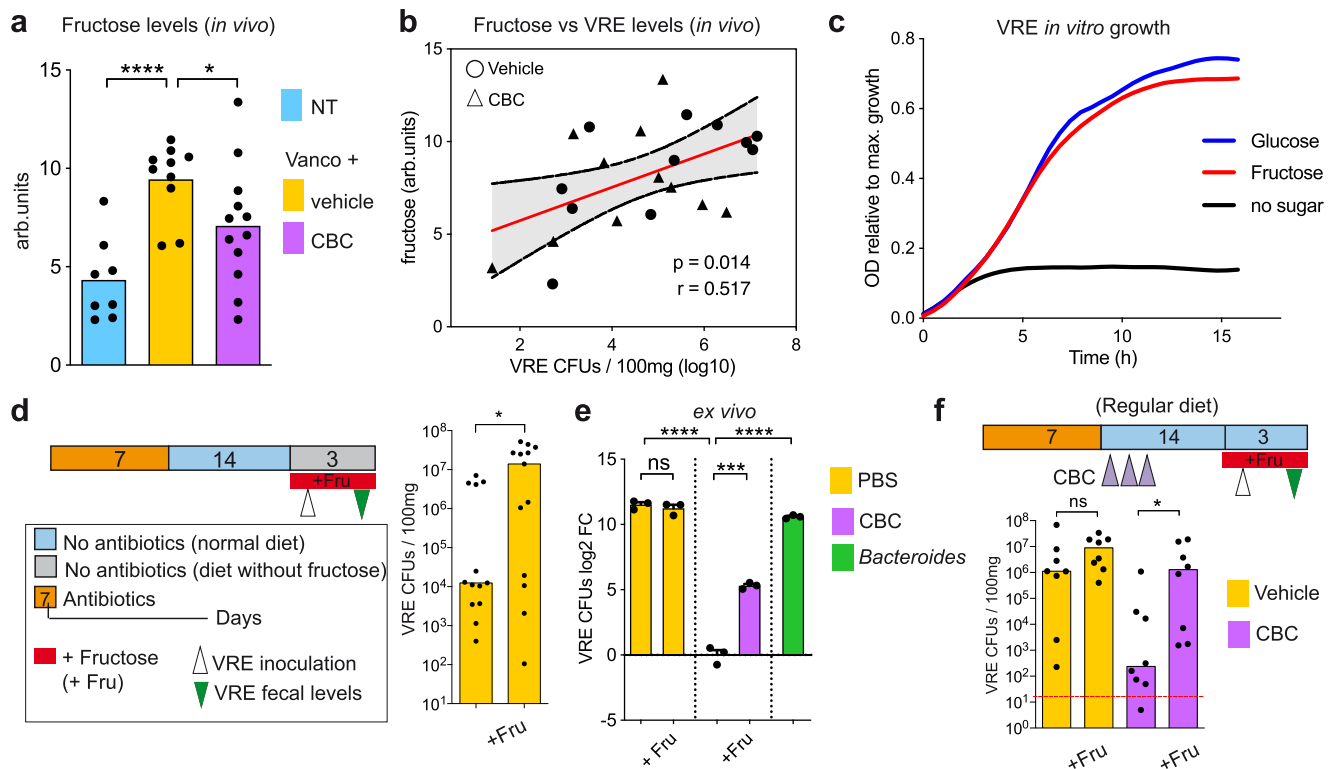 a
Fructose levels (in vivo)
****
*
15
10
5
0
arb.units
NT
Vanco +
vehicle
CBC
b
Fructose vs VRE levels (in vivo)
15
10
5
0
fructose (arb.units)
Vehicle
CBC
p = 0.014
r = 0.517
2
4
6
8
VRE CFUs / 100mg (log10)
c
VRE in vitro growth
0.8
0.6
0.4
0.2
0.0
OD relative to max. growth
Glucose
Fructose
no sugar
0
5
10
15
Time (h)
d
7
14
3
+Fru
No antibiotics (normal diet)
No antibiotics (diet without fructose)
7 Antibiotics
Days
+ Fructose
(+ Fru)
VRE inoculation
VRE fecal levels
*
10⁸
10⁷
10⁶
10⁵
10⁴
10³
10²
10¹
VRE CFUs / 100mg
+Fru
e
ex vivo
****
****
ns
***
15
10
5
0
-5
VRE CFUs log2 FC
+ Fru
+Fru
PBS
CBC
Bacteroides
f
(Regular diet)
7
14
3
CBC
+Fru
ns
*
10⁸
10⁷
10⁶
10⁵
10⁴
10³
10²
10¹
10⁰
VRE CFUs / 100mg
+Fru
+Fru
Vehicle
CBC